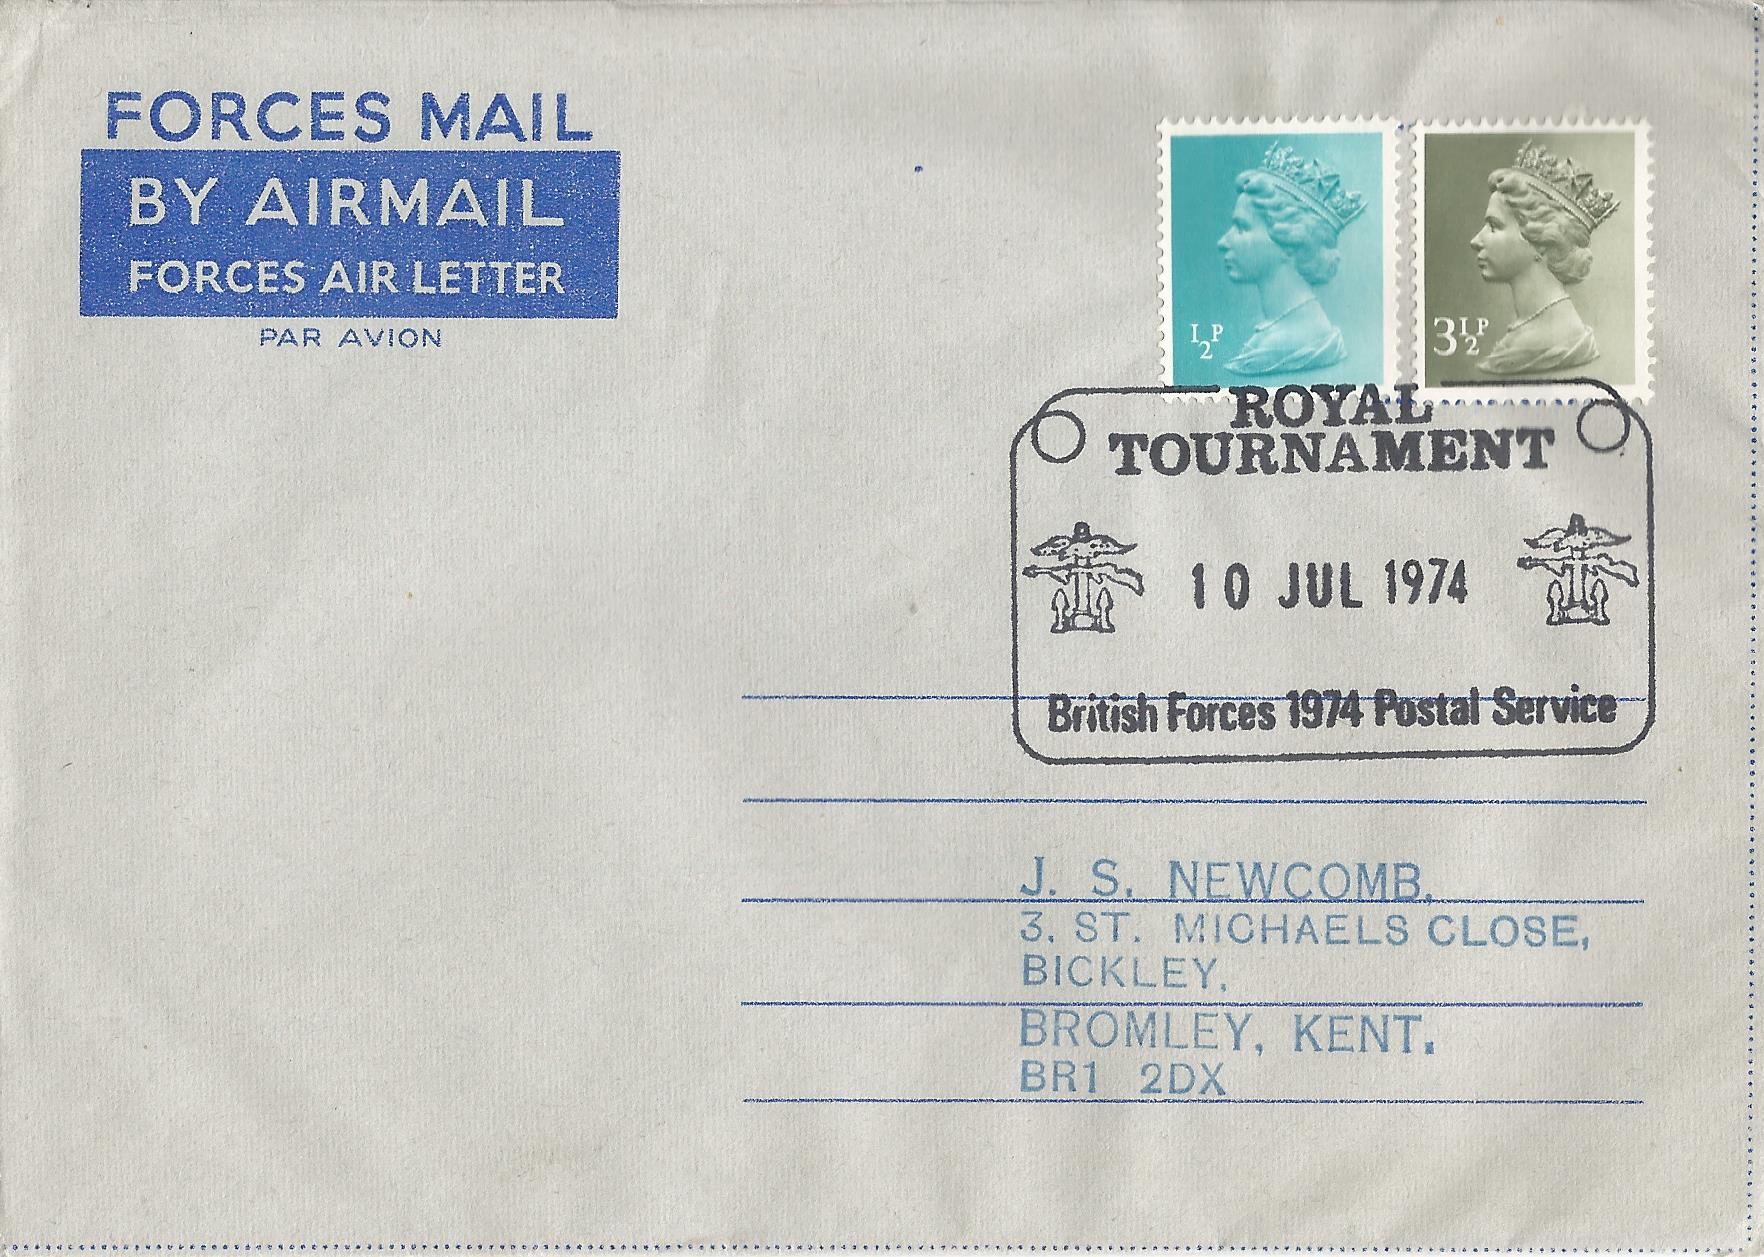 FORCES MAIL
BY AIRMAIL
FORCES AIR LETTER
PAR AVION
½P
3½P
ROYAL
TOURNAMENT
10 JUL 1974
British Forces 1974 Postal Service
J. S. NEWCOMB,
3. ST. MICHAELS CLOSE,
BICKLEY,
BROMLEY, KENT.
BR1 2DX